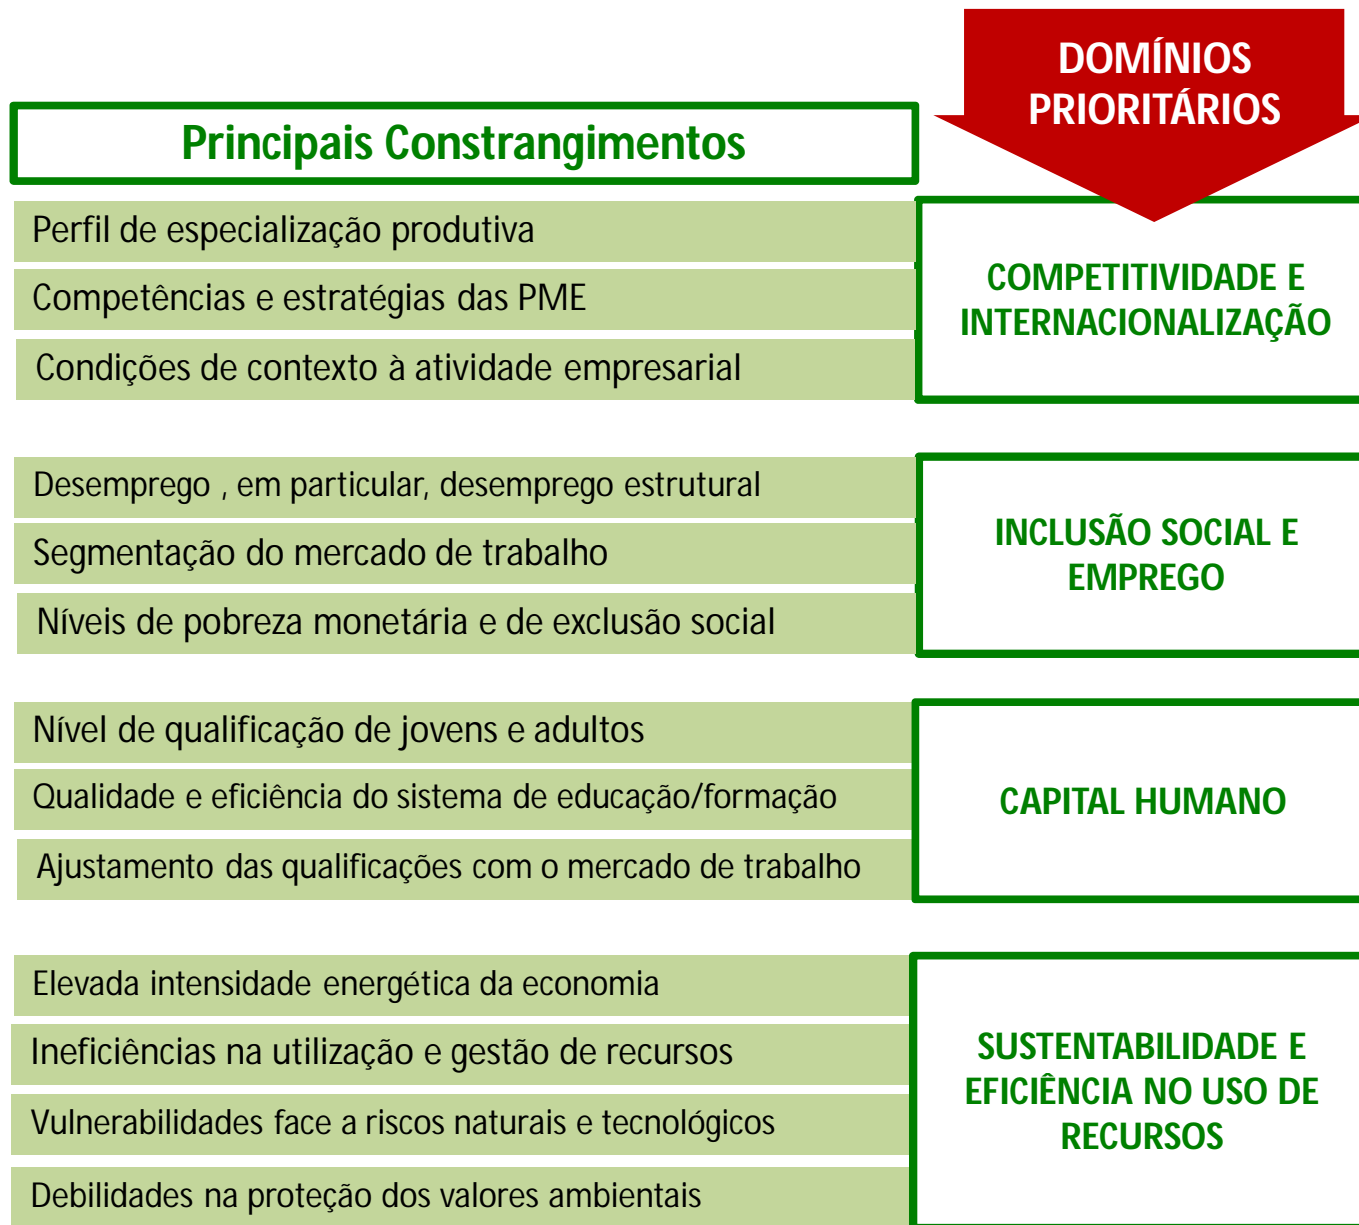 DOMÍNIOS
PRIORITÁRIOS
Principais Constrangimentos
Perfil de especialização produtiva
Competências e estratégias das PME
Condições de contexto à atividade empresarial
COMPETITIVIDADE E
INTERNACIONALIZAÇÃO
Desemprego , em particular, desemprego estrutural
Segmentação do mercado de trabalho
Níveis de pobreza monetária e de exclusão social
INCLUSÃO SOCIAL E
EMPREGO
Nível de qualificação de jovens e adultos
Qualidade e eficiência do sistema de educação/formação
Ajustamento das qualificações com o mercado de trabalho
CAPITAL HUMANO
Elevada intensidade energética da economia
Ineficiências na utilização e gestão de recursos
Vulnerabilidades face a riscos naturais e tecnológicos
Debilidades na proteção dos valores ambientais
SUSTENTABILIDADE E
EFICIÊNCIA NO USO DE
RECURSOS